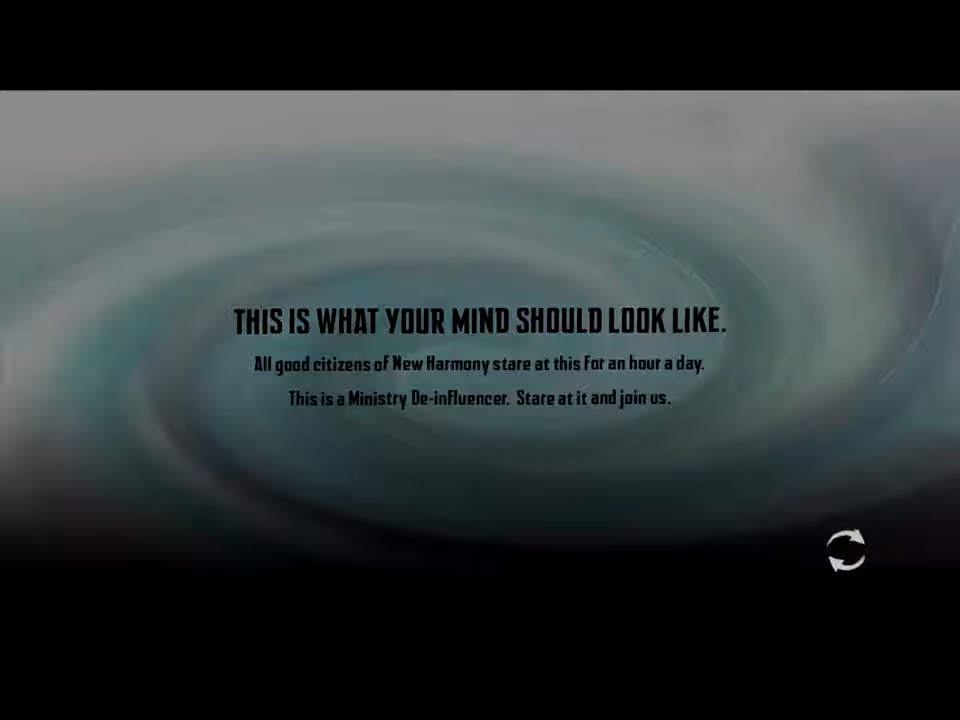 THIS IS WHAT YOUR MIND SHOULD LOOK LIKE.
All good citizens of New Harmony stare at this for an hour a day.
This is a Ministry De-influencer. Stare at it and join us.